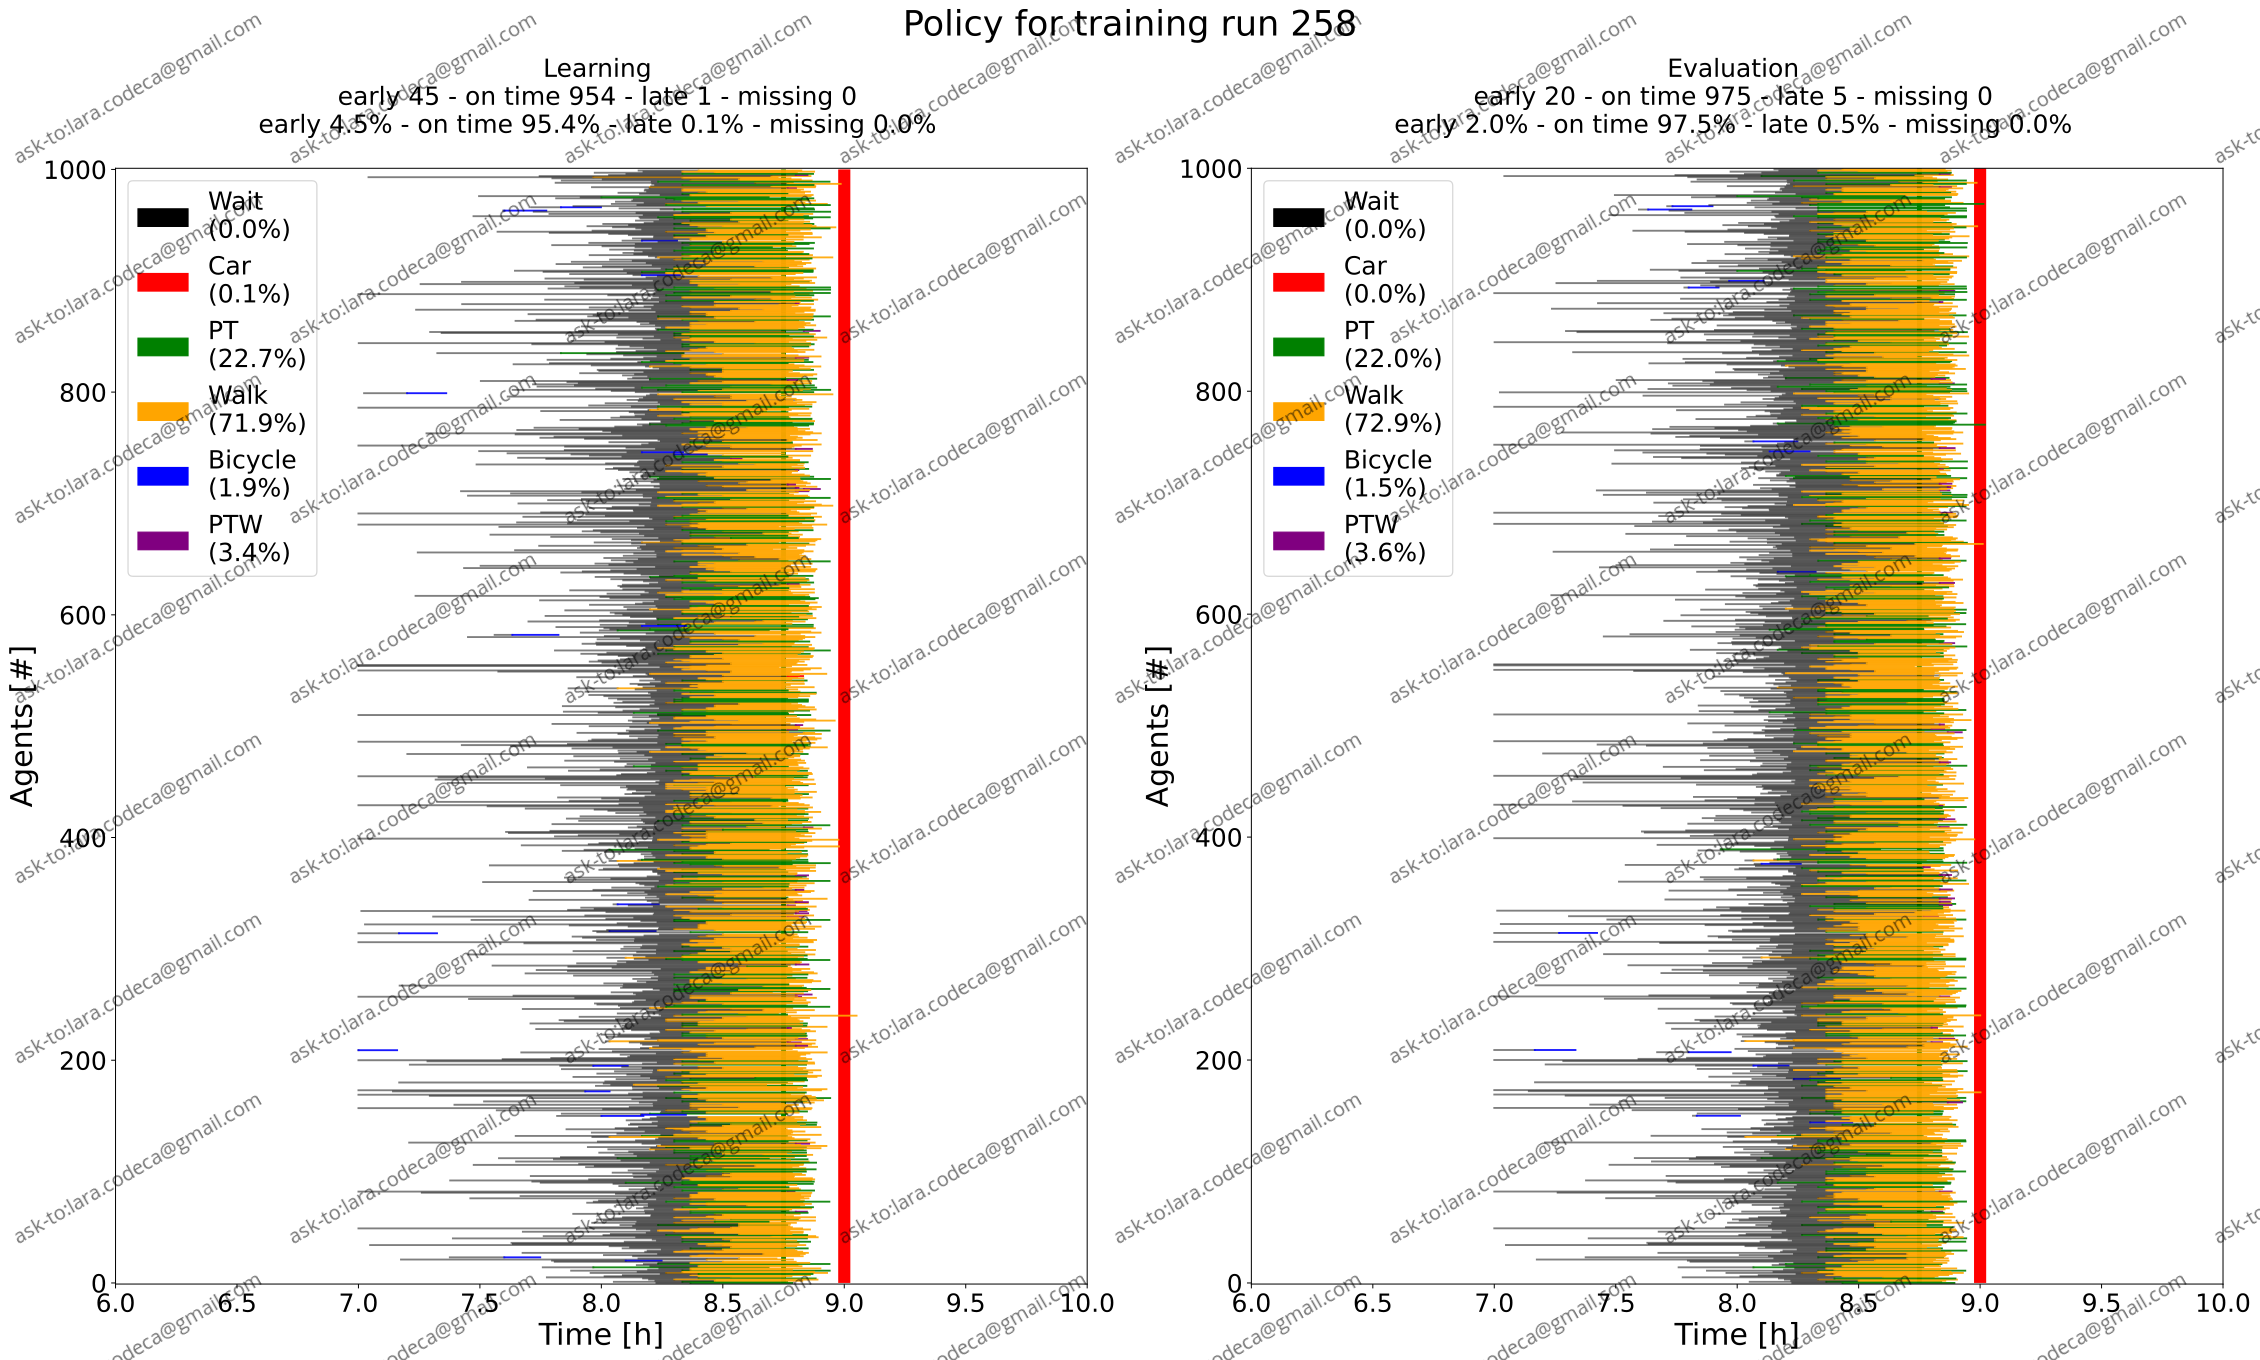 Policy for training run 258
Learning
early 45 - on time 954 - late 1 - missing 0
early 4.5% - on time 95.4% - late 0.1% - missing 0.0%
Agents [#]
1000
800
600
400
200
0
Wait
(0.0%)
Car
(0.1%)
PT
(22.7%)
Walk
(71.9%)
Bicycle
(1.9%)
PTW
(3.4%)
6.0 6.5 7.0 7.5 8.0 8.5 9.0 9.5 10.0
Time [h]
Evaluation
early 20 - on time 975 - late 5 - missing 0
early 2.0% - on time 97.5% - late 0.5% - missing 0.0%
Agents [#]
1000
800
600
400
200
0
Wait
(0.0%)
Car
(0.0%)
PT
(22.0%)
Walk
(72.9%)
Bicycle
(1.5%)
PTW
(3.6%)
6.0 6.5 7.0 7.5 8.0 8.5 9.0 9.5 10.0
Time [h]
ask-to:lara.codeca@gmail.com